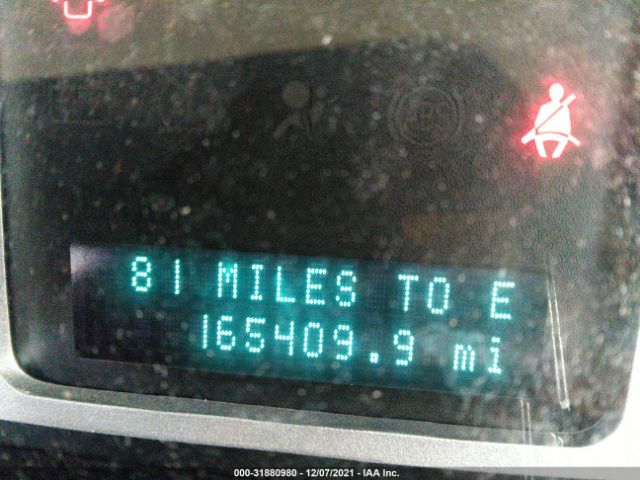 81 MILES TO E
165409.9 mi
000-31880980 - 12/07/2021 - IAA Inc.